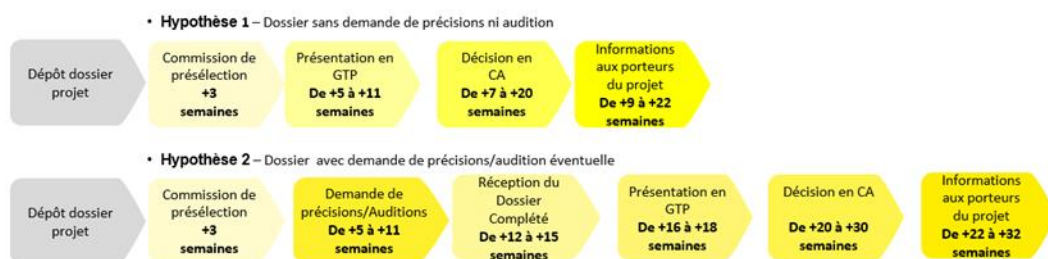 • Hypothèse 1 – Dossier sans demande de précisions ni audition
Dépôt dossier
projet
Commission de
présélection
+3
semaines
Présentation en
GTP
De +5 à +11
semaines
Décision en
CA
De +7 à +20
semaines
Informations
aux porteurs
du projet
De +9 à +22
semaines
• Hypothèse 2 – Dossier avec demande de précisions/audition éventuelle
Dépôt dossier
projet
Commission de
présélection
+3
semaines
Demande de
précisions/Auditions
De +5 à +11
semaines
Réception du
Dossier
Complété
De +12 à +15
semaines
Présentation en
GTP
De +16 à +18
semaines
Décision en CA
De +20 à +30
semaines
Informations
aux porteurs
du projet
De +22 à +32
semaines